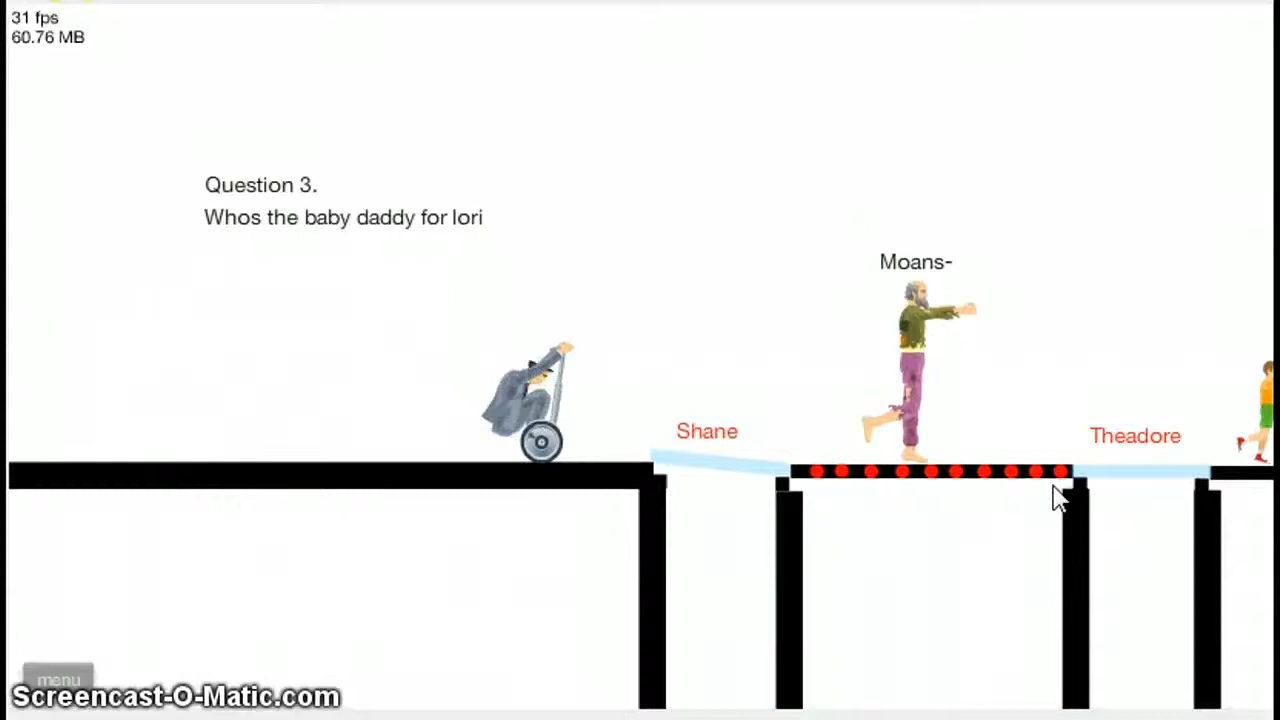 31 fps
60.76 MB
Question 3.
Whos the baby daddy for lori
Moans-
Shane
Theadore
menu
Screencast-O-Matic.com